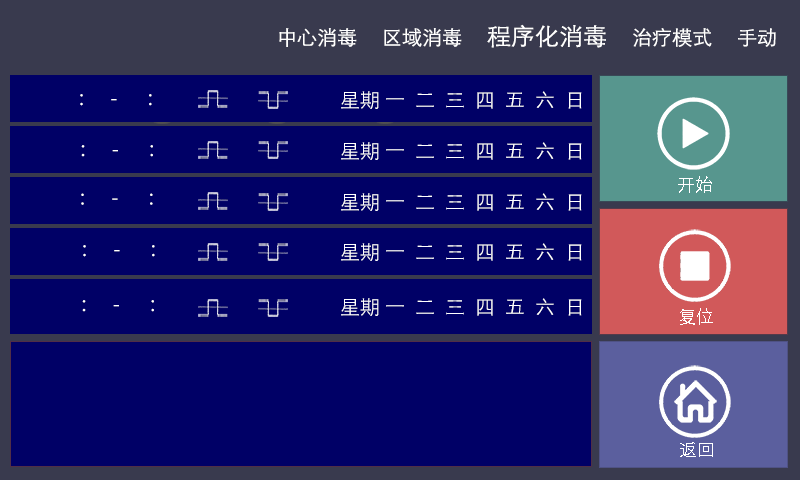 中心消毒 区域消毒 程序化消毒 治疗模式 手动
: - : 星期 一 二 三 四 五 六 日
: - : 星期 一 二 三 四 五 六 日
: - : 星期 一 二 三 四 五 六 日
: - : 星期 一 二 三 四 五 六 日
: - : 星期 一 二 三 四 五 六 日
开始
复位
返回